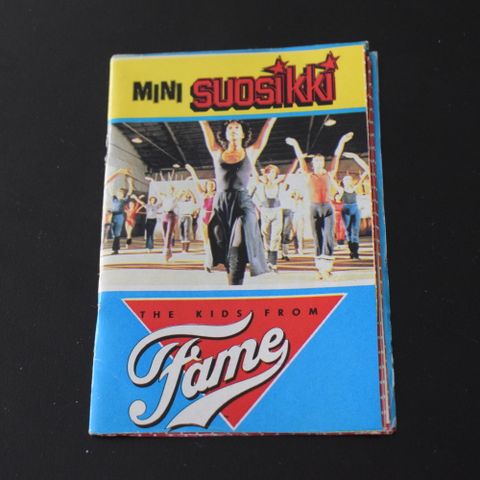 MINI SUOSIKKI
THE KIDS FROM
Fame